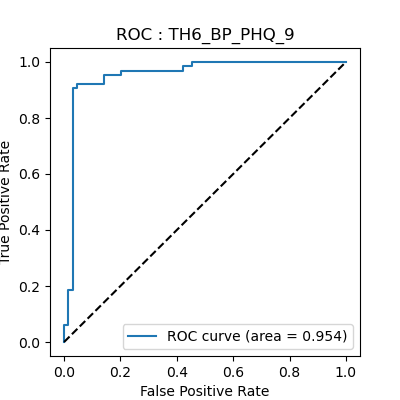 ROC : TH6_BP_PHQ_9
1.0
0.8
0.6
0.4
0.2
0.0
True Positive Rate
ROC curve (area = 0.954)
0.0 0.2 0.4 0.6 0.8 1.0
False Positive Rate